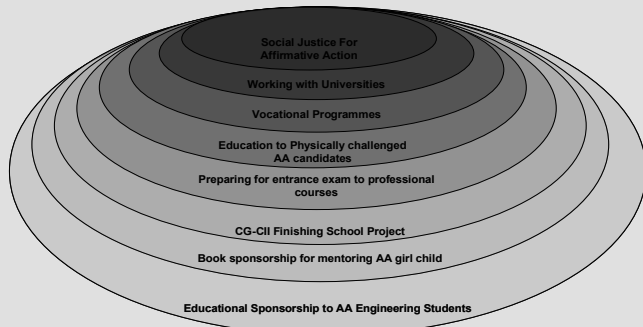 Social Justice For
Affirmative Action
Working with Universities
Vocational Programmes
Education to Physically challenged
AA candidates
Preparing for entrance exam to professional
courses
CG-CII Finishing School Project
Book sponsorship for mentoring AA girl child
Educational Sponsorship to AA Engineering Students